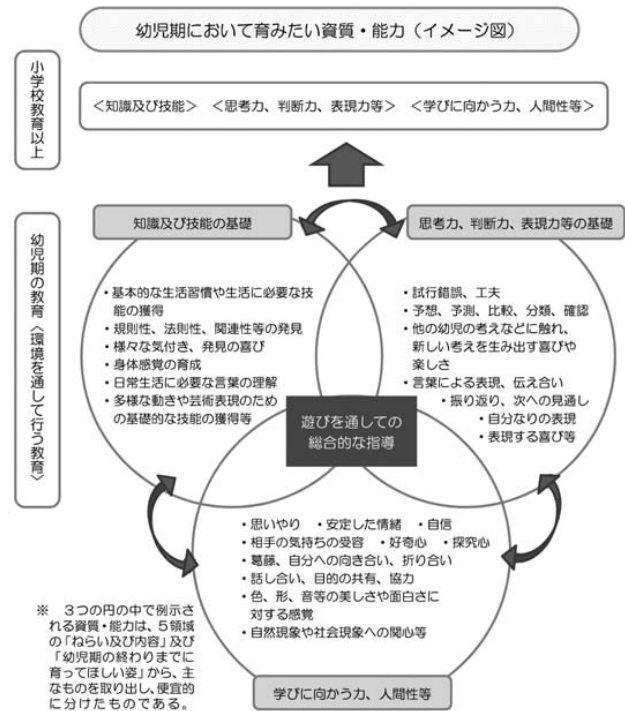 幼児期において育みたい資質・能力（イメージ図）
小学校教育以上
＜知識及び技能＞　＜思考力、判断力、表現力等＞　＜学びに向かう力、人間性等＞
幼児期の教育〈環境を通して行う教育〉
知識及び技能の基礎
・基本的な生活習慣や生活に必要な技
能の獲得
・規則性、法則性、関連性等の発見
・様々な気付き、発見の喜び
・身体感覚の育成
・日常生活に必要な言葉の理解
・多様な動きや芸術表現のため
の基礎的な技能の獲得等
思考力、判断力、表現力等の基礎
・試行錯誤、工夫
・予想、予測、比較、分類、確認
・他の幼児の考えなどに触れ、
新しい考えを生み出す喜びや
楽しさ
・言葉による表現、伝え合い
・振り返り、次への見通し
・自分なりの表現
・表現する喜び等
遊びを通しての
総合的な指導
・思いやり　・安定した情緒　・自信
・相手の気持ちの受容　・好奇心　・探究心
・葛藤、自分への向き合い、折り合い
・話し合い、目的の共有、協力
・色、形、音等の美しさや面白さに
対する感覚
・自然現象や社会現象への関心等
学びに向かう力、人間性等
※　３つの円の中で例示さ
れる資質・能力は、５領域
の「ねらい及び内容」及び
「幼児期の終わりまでに
育ってほしい姿」から、主
なものを取り出し、便宜的
に分けたものである。